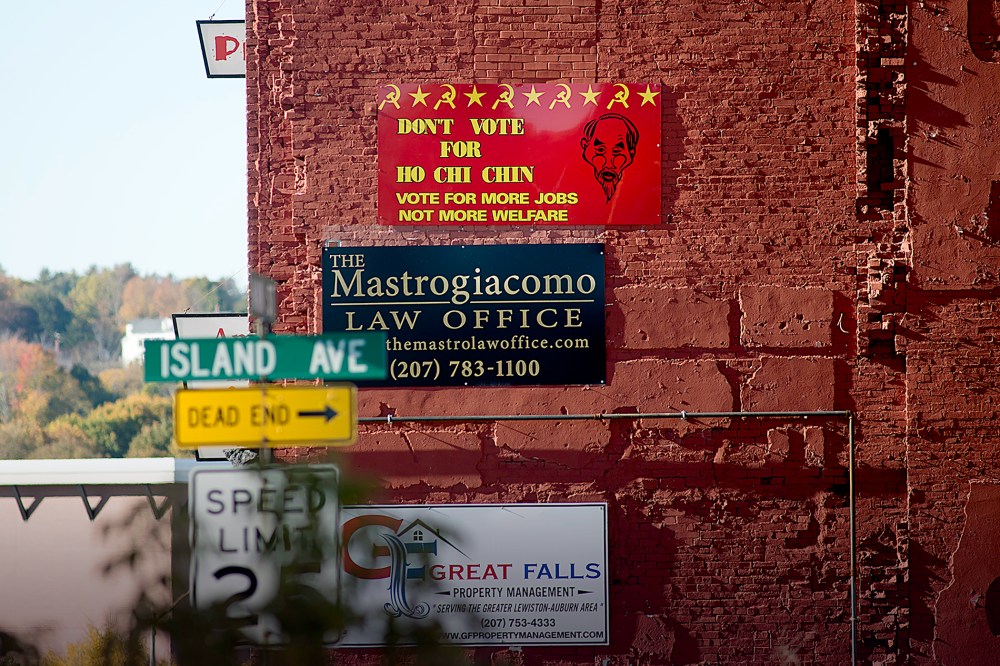 P
DON'T VOTE
FOR
HO CHI CHIN
VOTE FOR MORE JOBS
NOT MORE WELFARE
THE
Mastrogiacomo
LAW OFFICE
themastrolawoffice.com
(207) 783-1100
A
ISLAND AVE
DEAD END
SPEED
LIMIT
2
GREAT FALLS
PROPERTY MANAGEMENT
"SERVING THE GREATER LEWISTON-AUBURN AREA"
(207) 753-4333
WWW.GFPROPERTYMANAGEMENT.COM